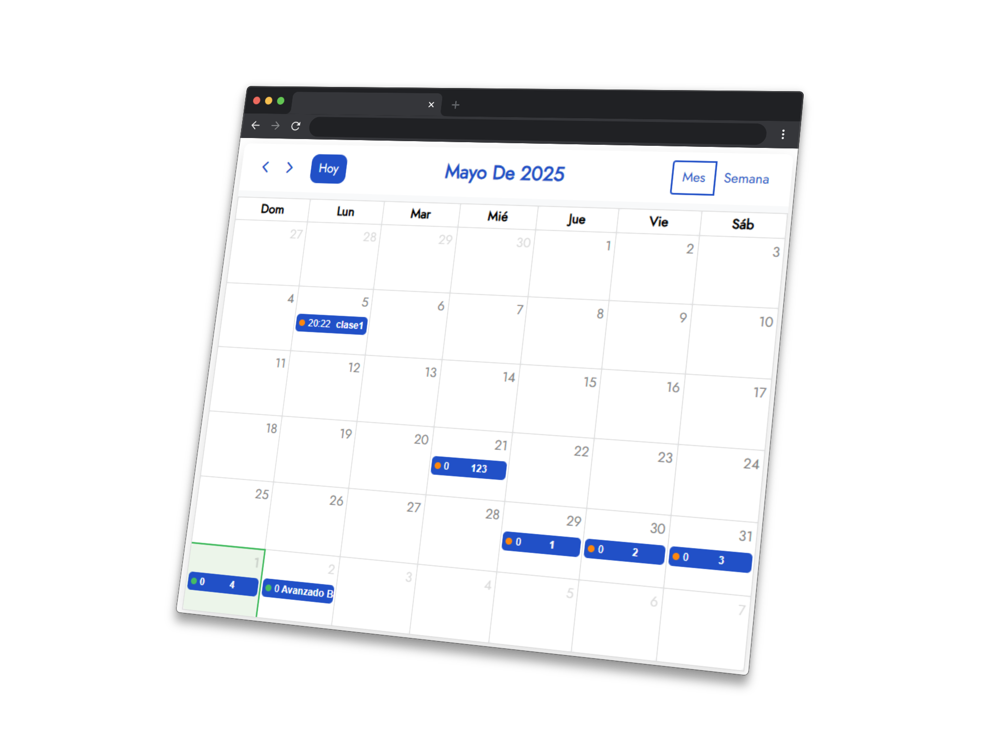 Hoy Mayo De 2025 Mes Semana
Dom Lun Mar Mié Jue Vie Sáb
27 28 29 30 1 2 3
4 5 6 7 8 9 10
20:22 clase1
11 12 13 14 15 16 17
18 19 20 21 22 23 24
0 123
25 26 27 28 29 30 31
0 1 0 2 0 3
1 2 3 4 5 6 7
0 4 0 Avanzado B